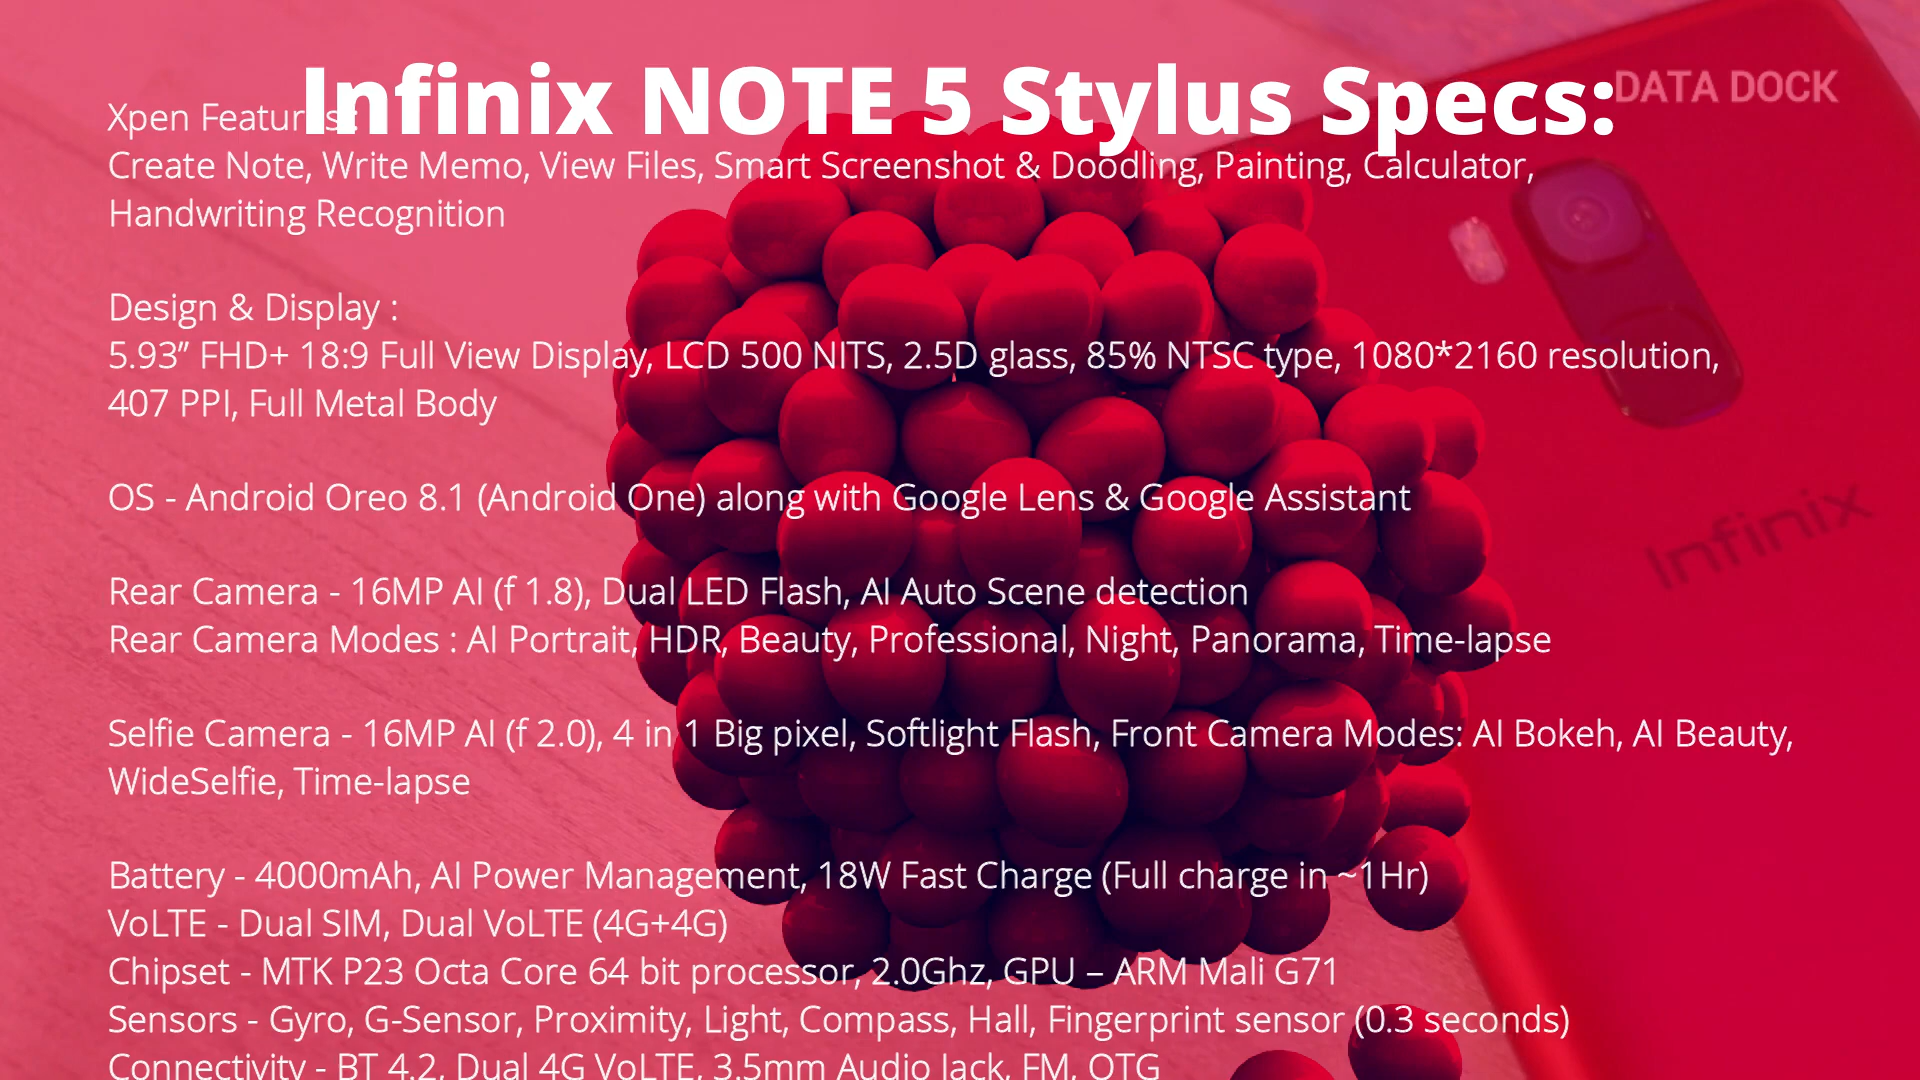 Infinix NOTE 5 Stylus Specs:
DATA DOCK
Xpen Features:
Create Note, Write Memo, View Files, Smart Screenshot & Doodling, Painting, Calculator,
Handwriting Recognition
Design & Display :
5.93” FHD+ 18:9 Full View Display, LCD 500 NITS, 2.5D glass, 85% NTSC type, 1080*2160 resolution,
407 PPI, Full Metal Body
OS - Android Oreo 8.1 (Android One) along with Google Lens & Google Assistant
Infinix
Rear Camera - 16MP AI (f 1.8), Dual LED Flash, AI Auto Scene detection
Rear Camera Modes : AI Portrait, HDR, Beauty, Professional, Night, Panorama, Time-lapse
Selfie Camera - 16MP AI (f 2.0), 4 in 1 Big pixel, Softlight Flash, Front Camera Modes: AI Bokeh, AI Beauty,
WideSelfie, Time-lapse
Battery - 4000mAh, AI Power Management, 18W Fast Charge (Full charge in ~1Hr)
VoLTE - Dual SIM, Dual VoLTE (4G+4G)
Chipset - MTK P23 Octa Core 64 bit processor, 2.0Ghz, GPU – ARM Mali G71
Sensors - Gyro, G-Sensor, Proximity, Light, Compass, Hall, Fingerprint sensor (0.3 seconds)
Connectivity - BT 4.2, Dual 4G VoLTE, 3.5mm Audio Jack, FM, OTG